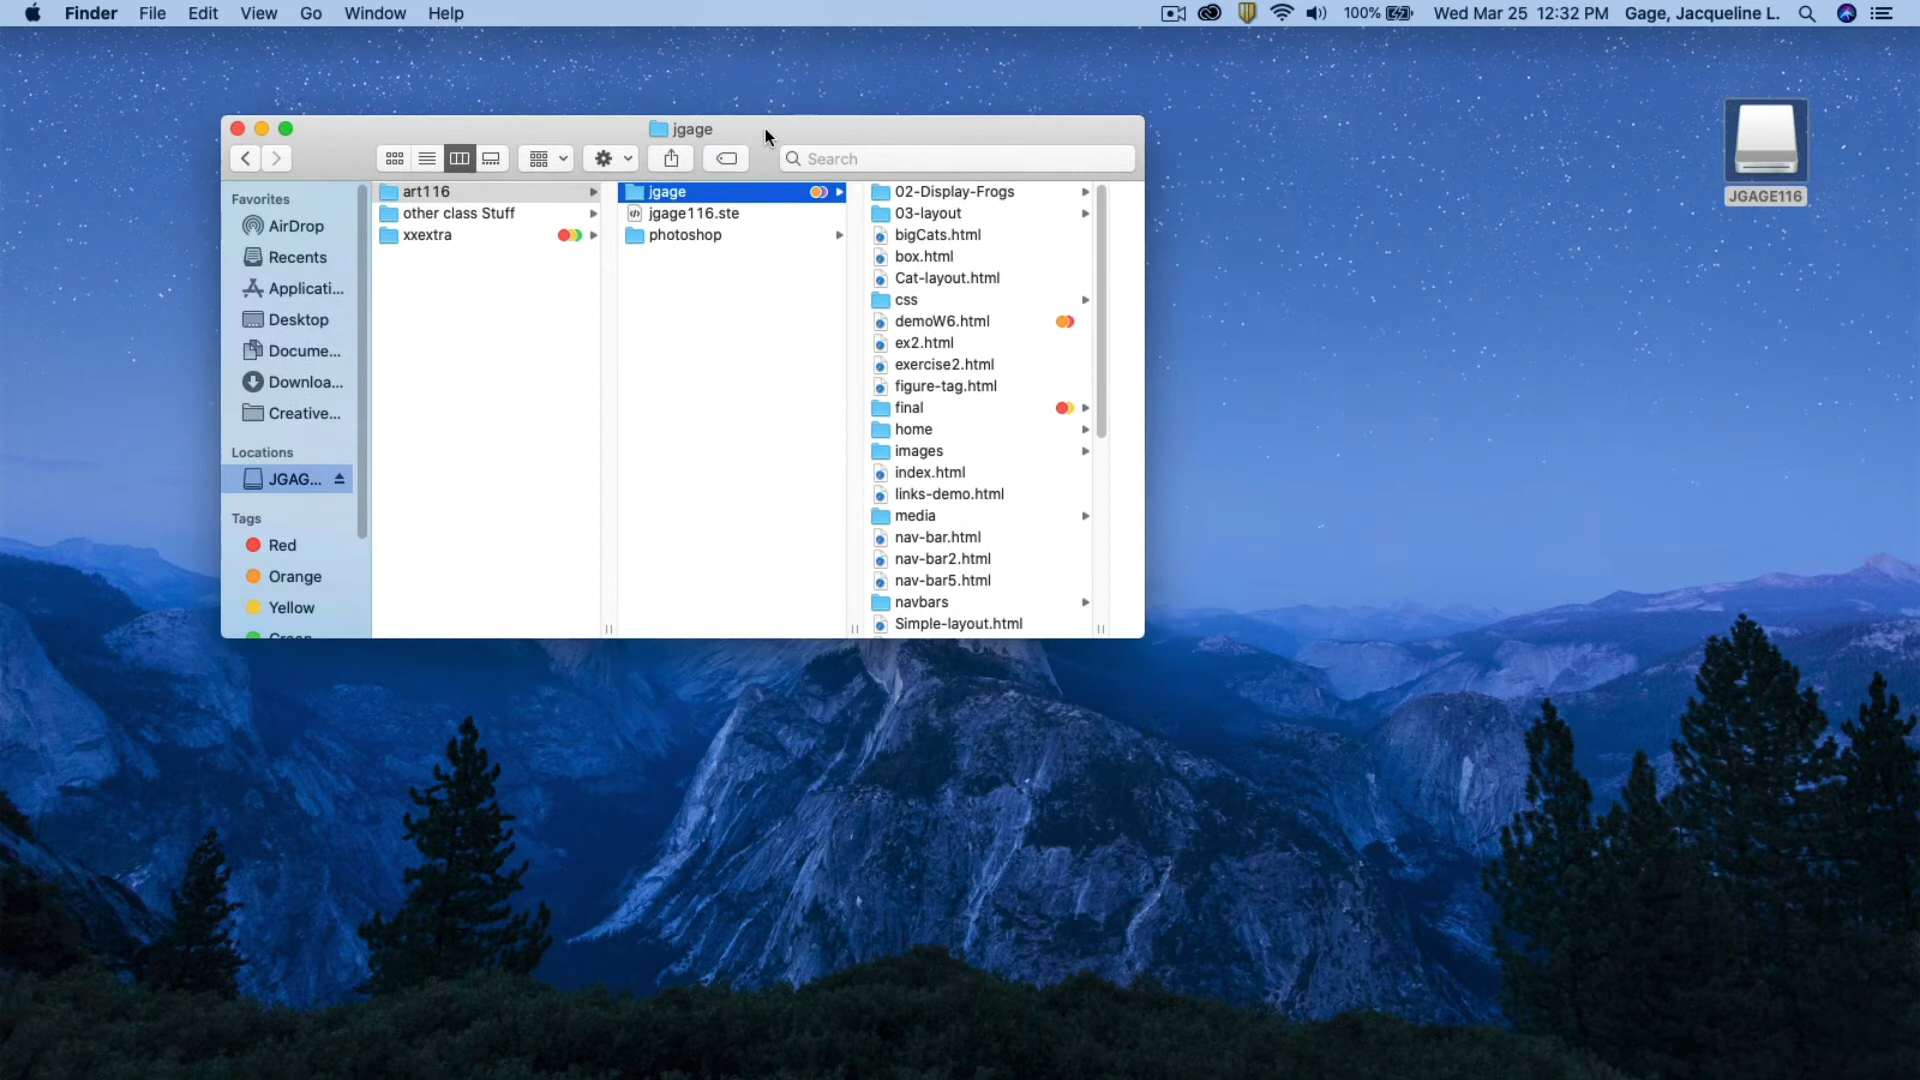 Finder File Edit View Go Window Help 100% Wed Mar 25 12:32 PM Gage, Jacqueline L.
JGAGE116
jgage
Search
Favorites
AirDrop
Recents
Applicati...
Desktop
Docume...
Downloa...
Creative...
Locations
JGAG...
Tags
Red
Orange
Yellow
Green
art116
other class Stuff
xxextra
jgage
jgage116.ste
photoshop
02-Display-Frogs
03-layout
bigCats.html
box.html
Cat-layout.html
css
demoW6.html
ex2.html
exercise2.html
figure-tag.html
final
home
images
index.html
links-demo.html
media
nav-bar.html
nav-bar2.html
nav-bar5.html
navbars
Simple-layout.html